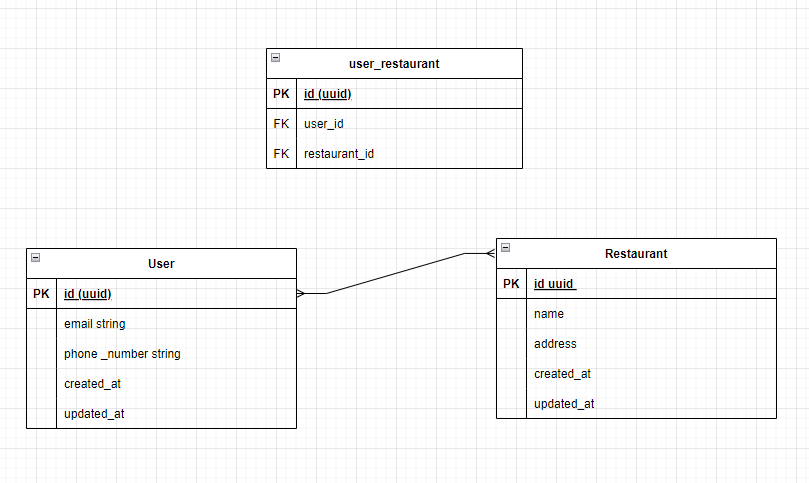 user_restaurant
PK id (uuid)
FK user_id
FK restaurant_id
User
PK id (uuid)
email string
phone _number string
created_at
updated_at
Restaurant
PK id uuid
name
address
created_at
updated_at